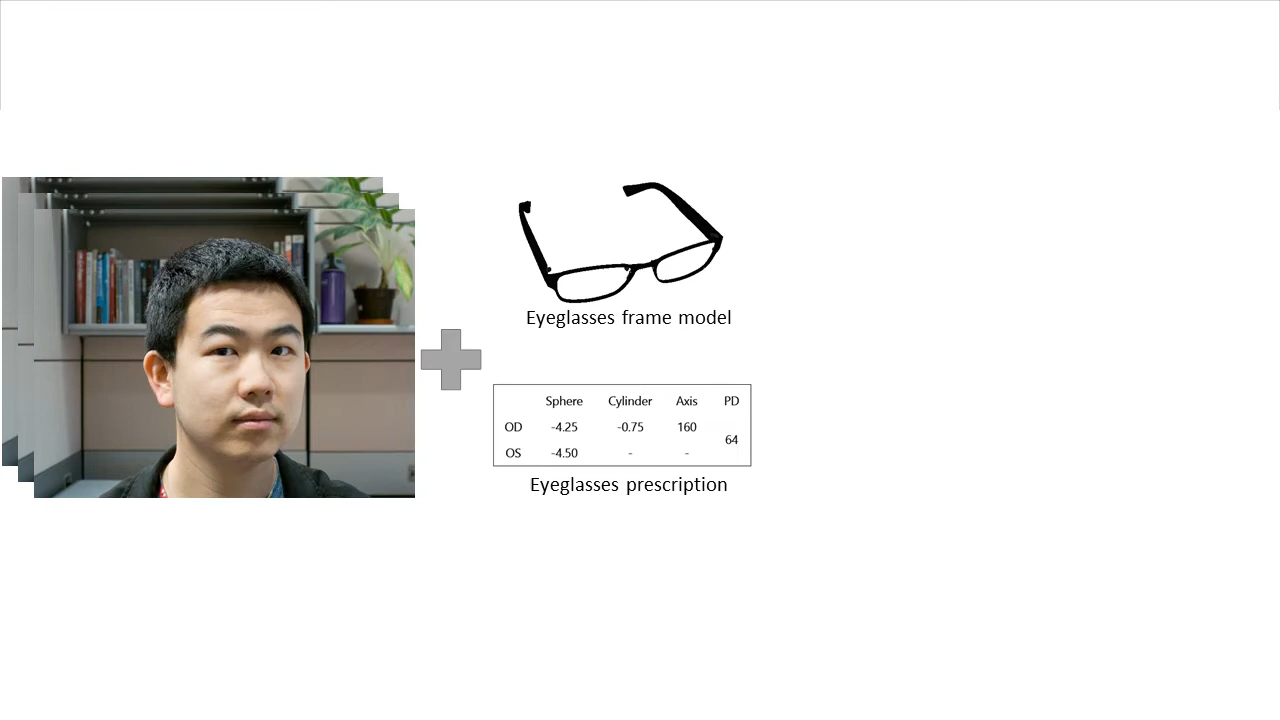 Eyeglasses frame model
Sphere Cylinder Axis PD
OD -4.25 -0.75 160
64
OS -4.50 - -
Eyeglasses prescription